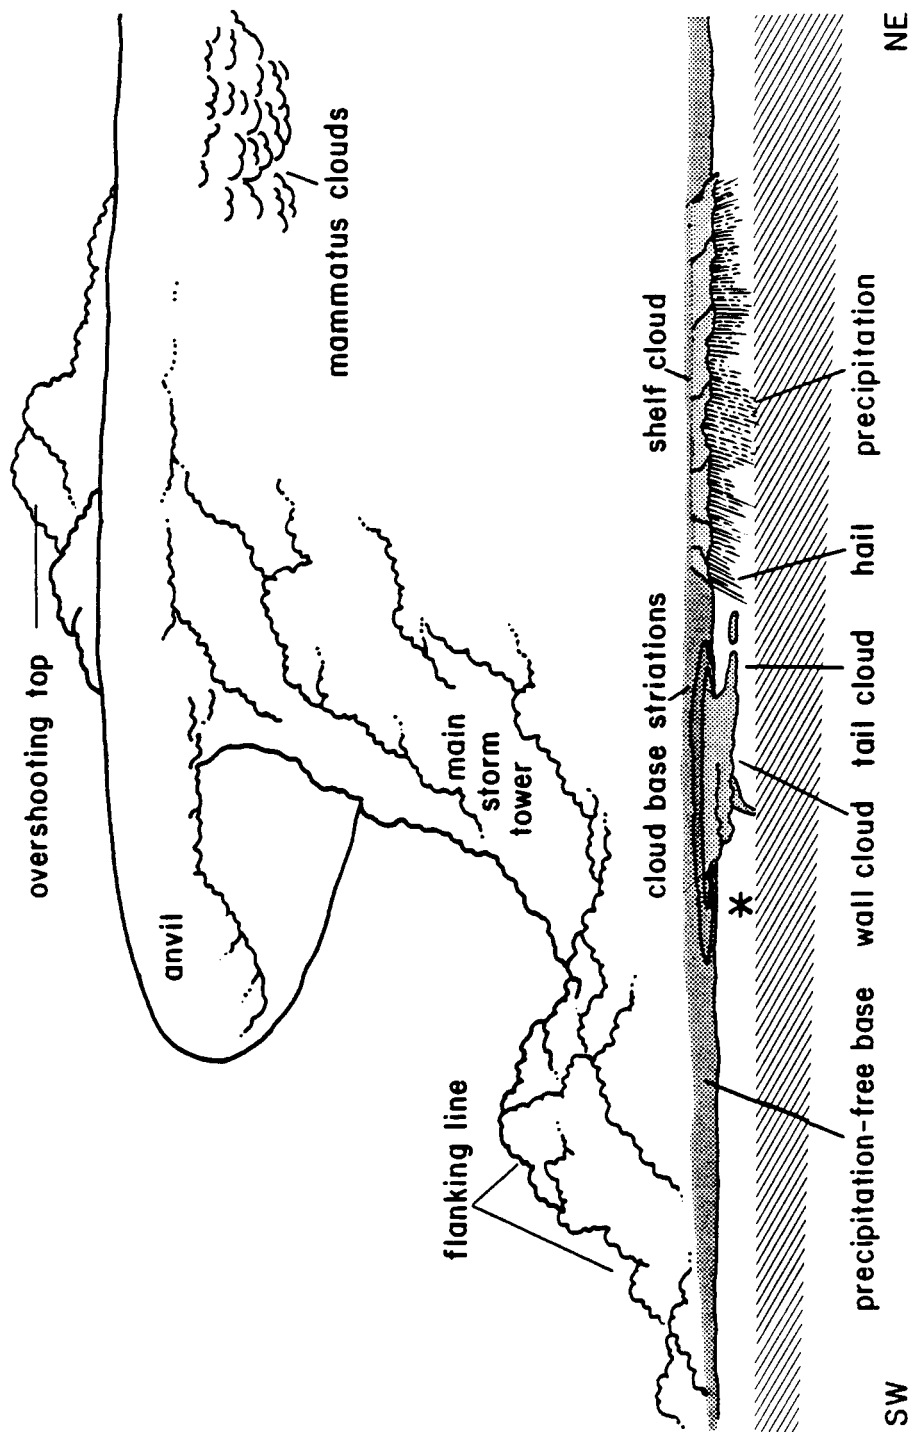 overshooting top
anvil
mammatus clouds
main
storm
tower
flanking line
shelf cloud
cloud base striations
*
precipitation-free base
wall cloud
tail cloud
hail
precipitation
SW
NE